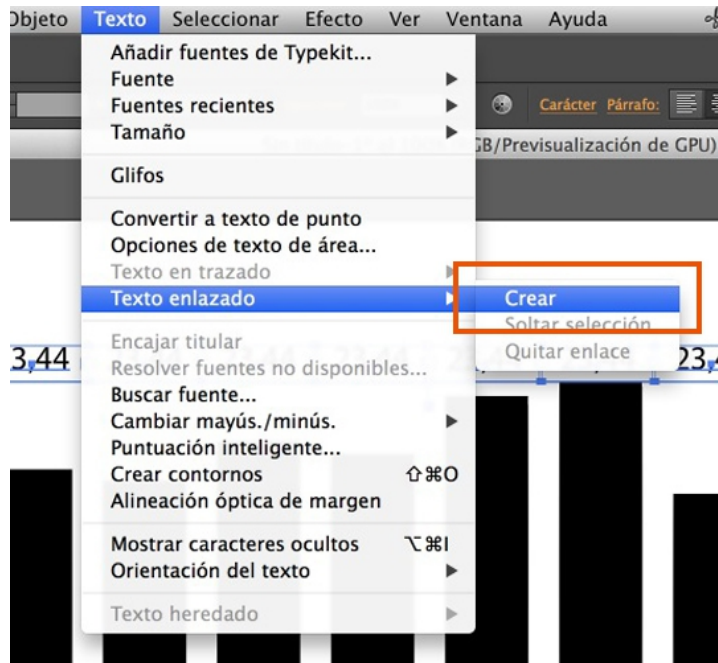 Objeto Texto Seleccionar Efecto Ver Ventana Ayuda
Añadir fuentes de Typekit...
Fuente
Fuentes recientes
Tamaño
Carácter Párrafo:
GB/Previsualización de GPU)
Glifos
Convertir a texto de punto
Opciones de texto de área...
Texto en trazado
Texto enlazado
Crear
Soltar selección
Quitar enlace
Encajar titular
3,44
23,
Resolver fuentes no disponibles...
Buscar fuente...
Cambiar mayús./minús.
Puntuación inteligente...
Crear contornos ⇧⌘O
Alineación óptica de margen
Mostrar caracteres ocultos ⌥⌘I
Orientación del texto
Texto heredado